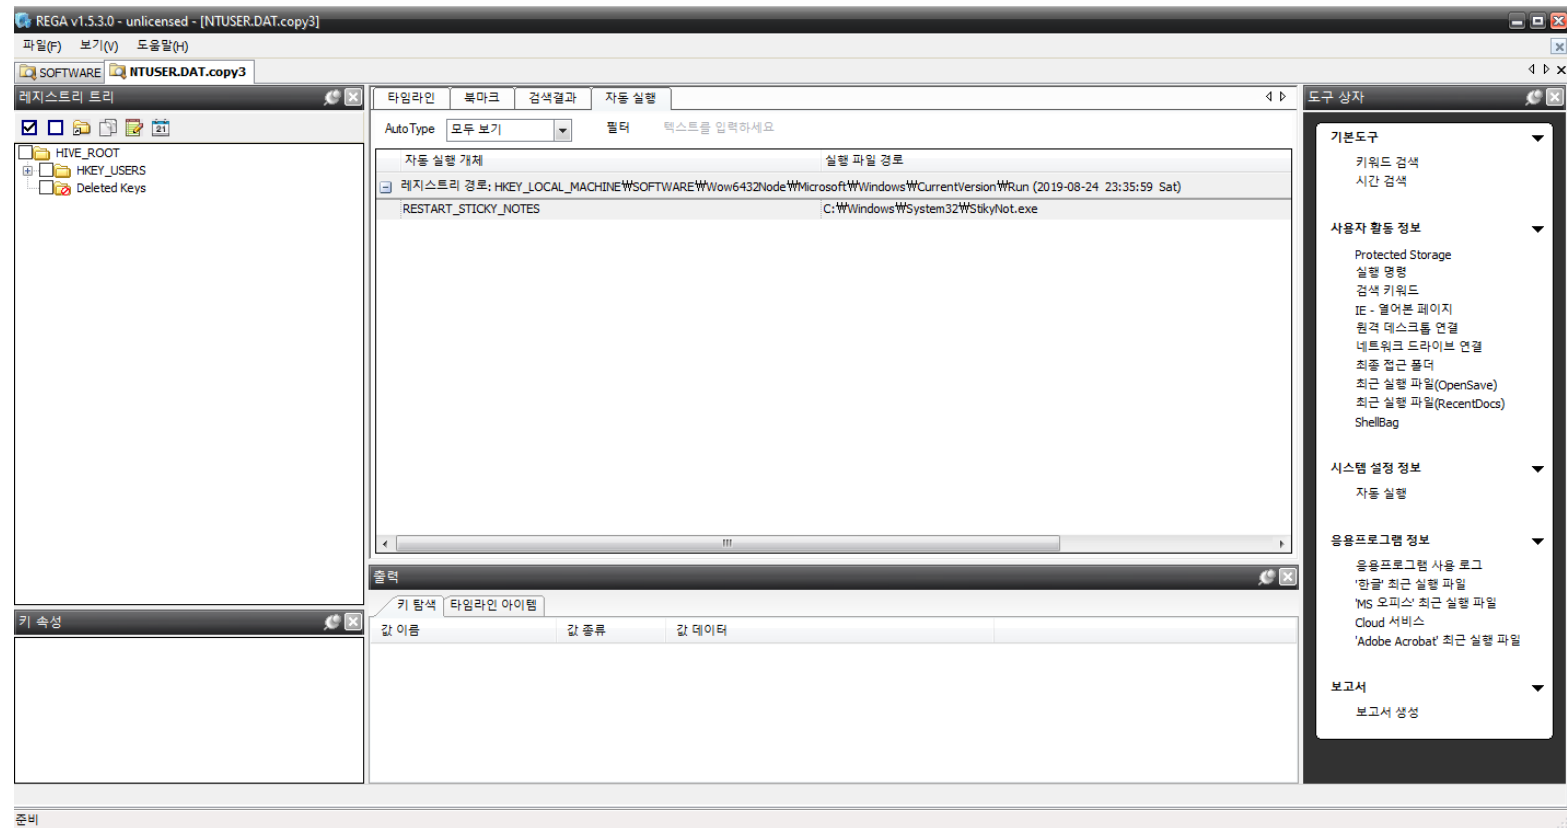 REGA v1.5.3.0 - unlicensed - [NTUSER.DAT.copy3]
파일(F) 보기(V) 도움말(H)
SOFTWARE NTUSER.DAT.copy3
레지스트리 트리
21
HIVE_ROOT
HKEY_USERS
Deleted Keys
키 속성
타임라인 북마크 검색결과 자동 실행
AutoType 모두 보기 필터 텍스트를 입력하세요
자동 실행 개체 실행 파일 경로
레지스트리 경로: HKEY_LOCAL_MACHINE₩SOFTWARE₩Wow6432Node₩Microsoft₩Windows₩CurrentVersion₩Run (2019-08-24 23:35:59 Sat)
RESTART_STICKY_NOTES C:₩Windows₩System32₩StikyNot.exe
출력
키 탐색 타임라인 아이템
값 이름 값 종류 값 데이터
도구 상자
기본도구
키워드 검색
시간 검색
사용자 활동 정보
Protected Storage
실행 명령
검색 키워드
IE - 열어본 페이지
원격 데스크톱 연결
네트워크 드라이브 연결
최종 접근 폴더
최근 실행 파일(OpenSave)
최근 실행 파일(RecentDocs)
ShellBag
시스템 설정 정보
자동 실행
응용프로그램 정보
응용프로그램 사용 로그
'한글' 최근 실행 파일
'MS 오피스' 최근 실행 파일
Cloud 서비스
'Adobe Acrobat' 최근 실행 파일
보고서
보고서 생성
준비